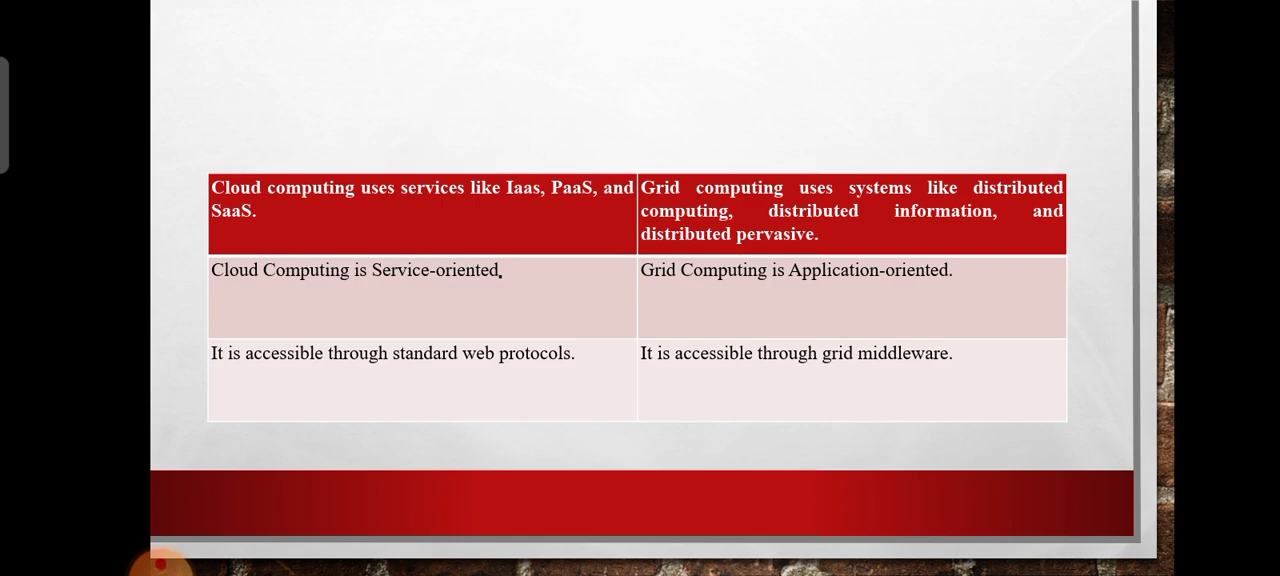 Cloud computing uses services like Iaas, PaaS, and
SaaS.
Grid computing uses systems like distributed
computing, distributed information, and
distributed pervasive.
Cloud Computing is Service-oriented.
Grid Computing is Application-oriented.
It is accessible through standard web protocols.
It is accessible through grid middleware.